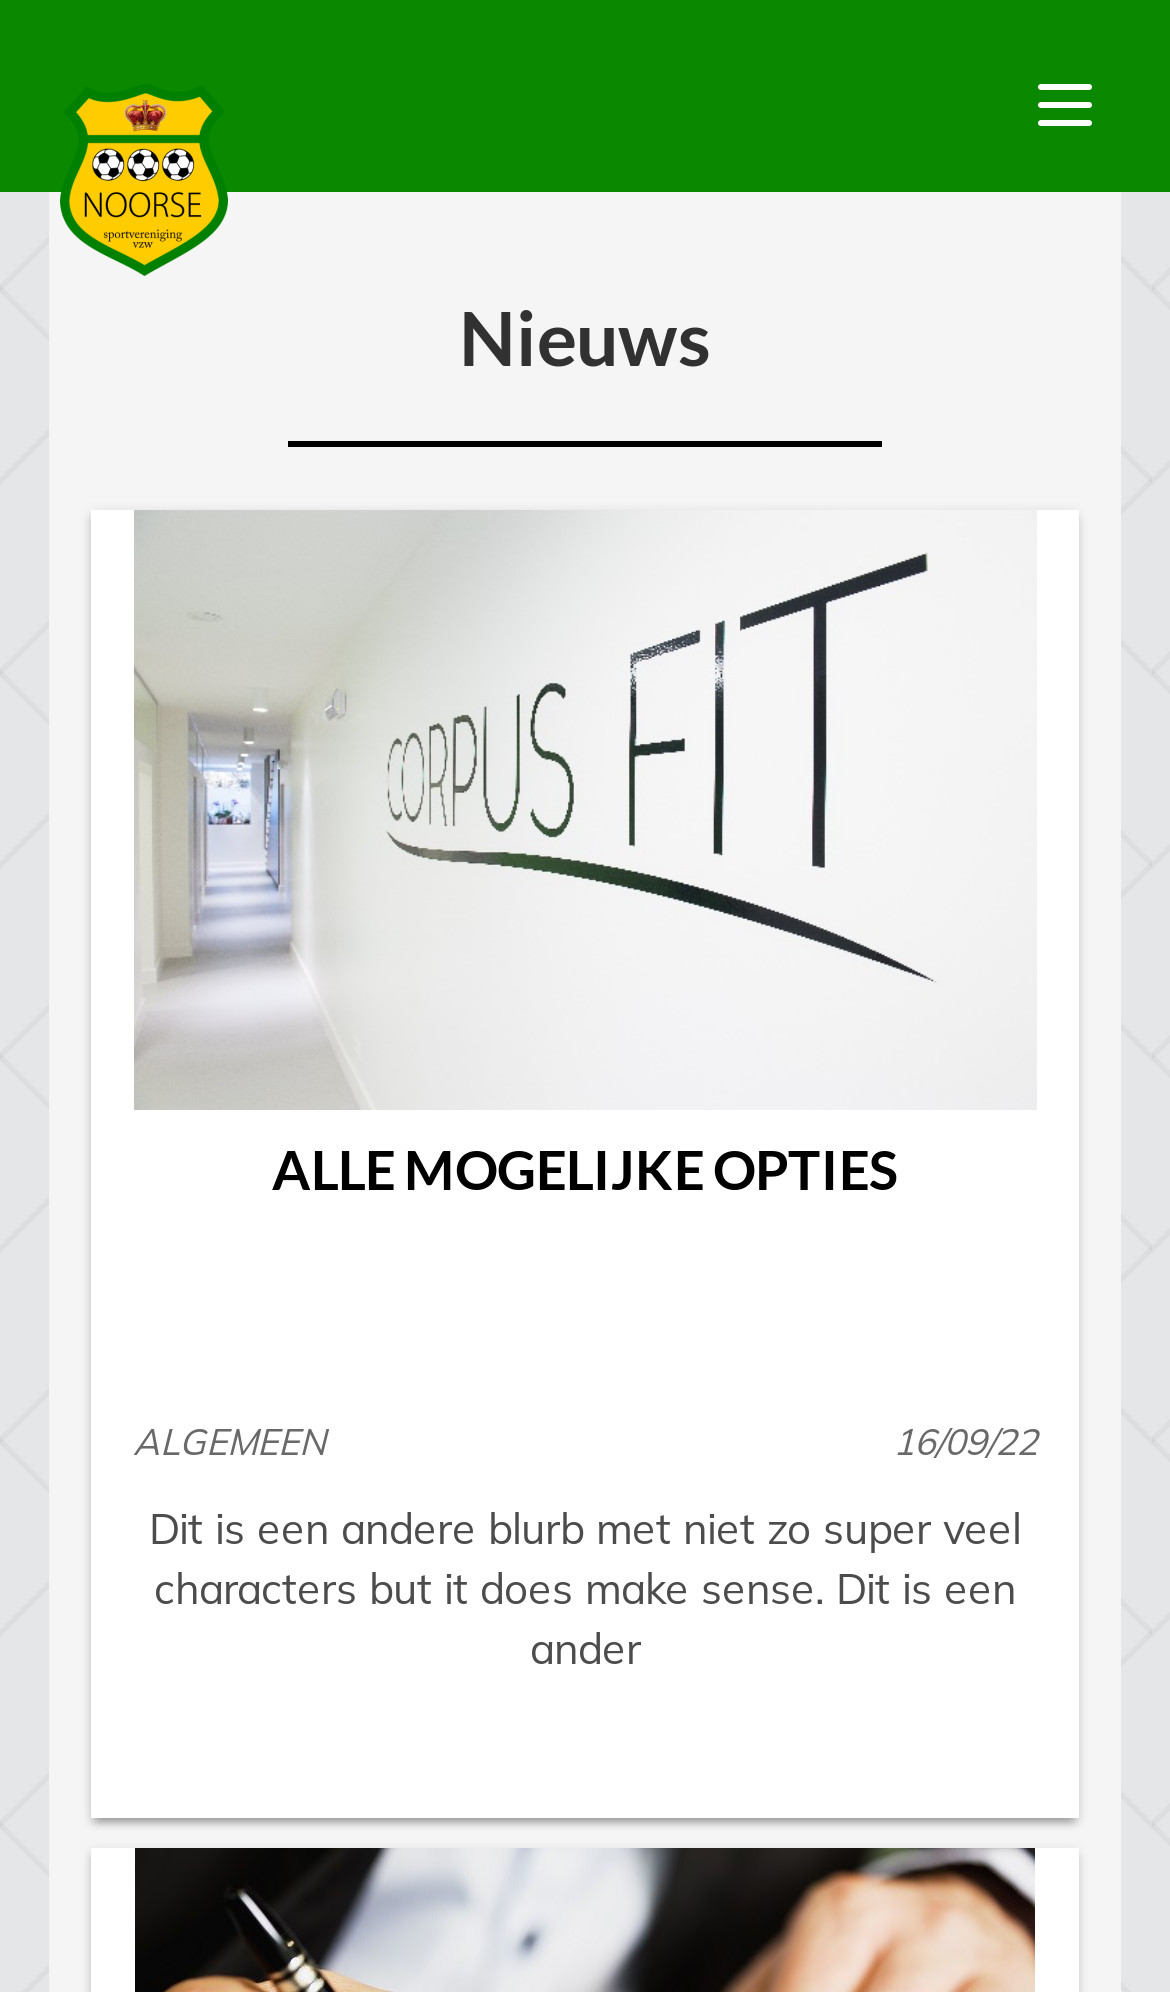 NOORSE
sportvereniging
vzw
Nieuws
CORPUS FIT
ALLE MOGELIJKE OPTIES
ALGEMEEN 16/09/22
Dit is een andere blurb met niet zo super veel
characters but it does make sense. Dit is een
ander